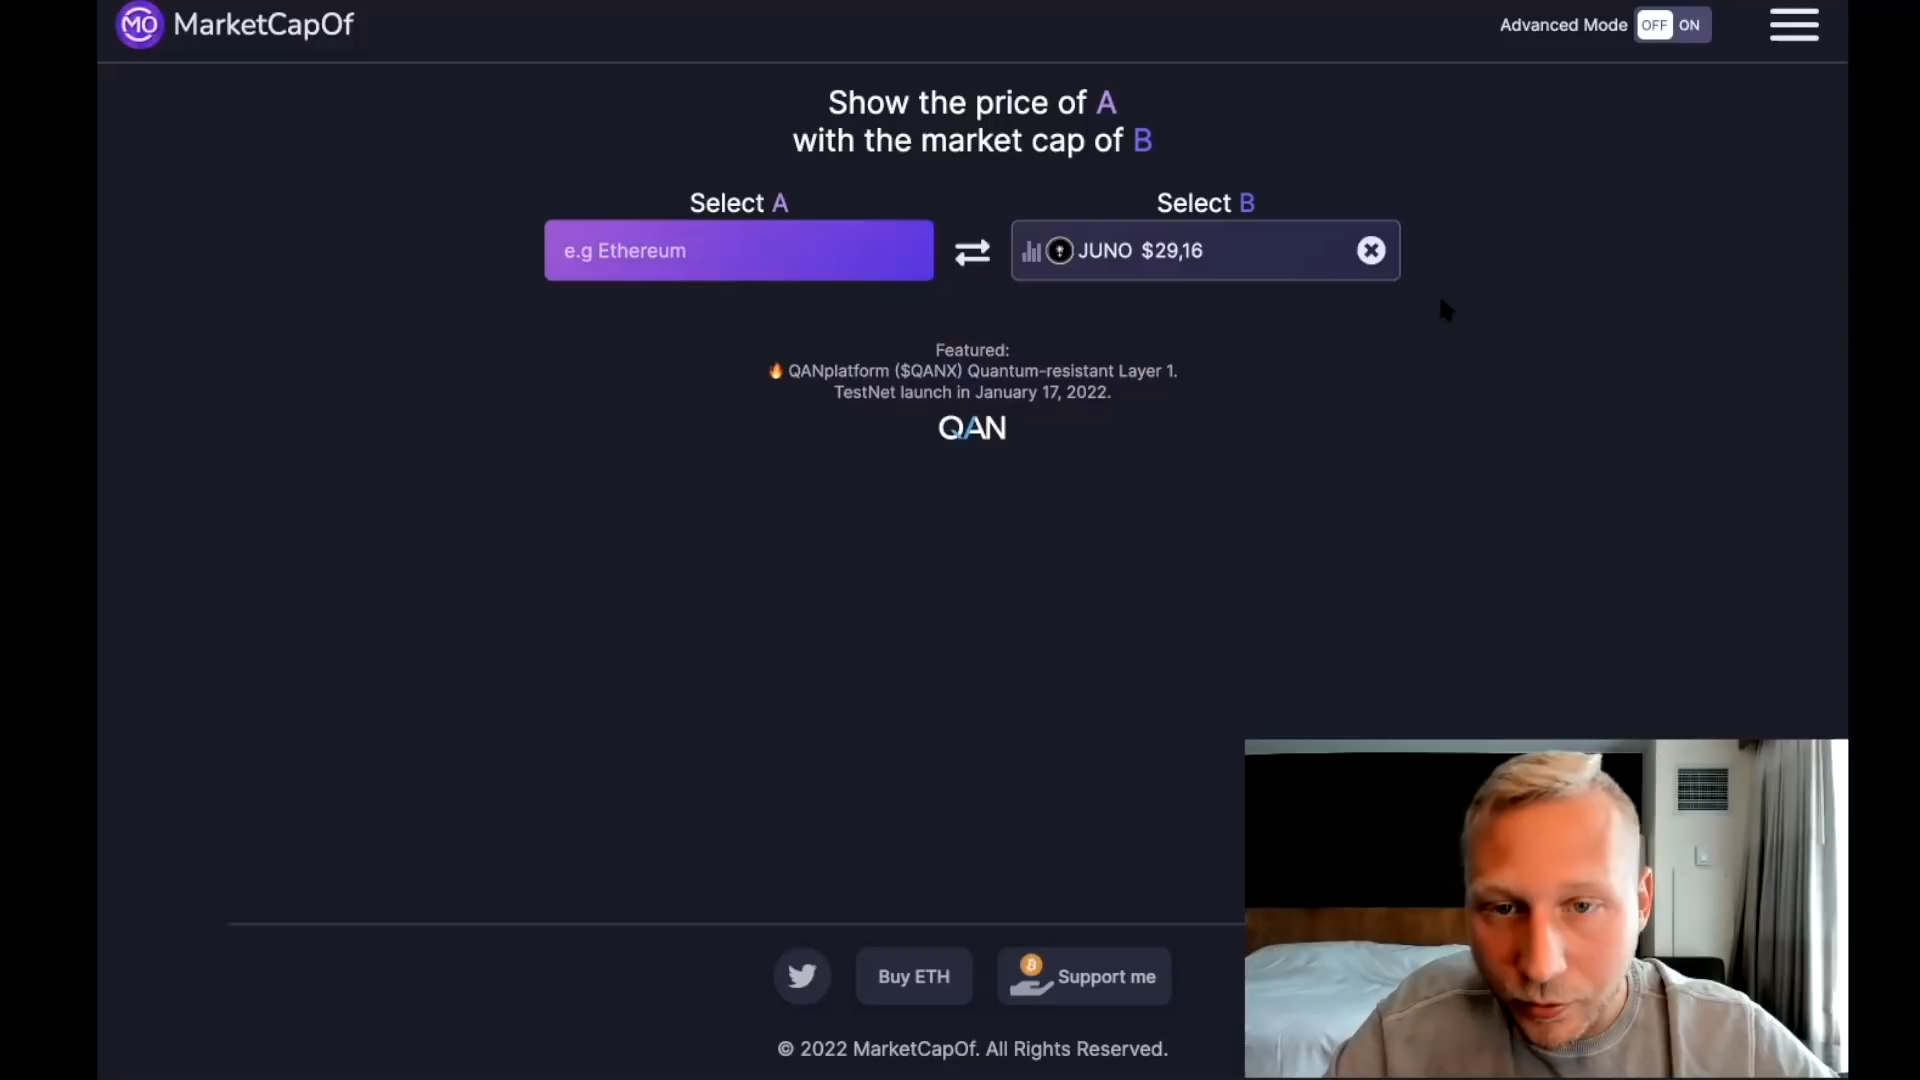 MO MarketCapOf
Advanced Mode OFF ON
Show the price of A
with the market cap of B
Select A
Select B
e.g Ethereum
JUNO $29,16
Featured:
🔥 QANplatform ($QANX) Quantum-resistant Layer 1.
TestNet launch in January 17, 2022.
QAN
Buy ETH
Support me
© 2022 MarketCapOf. All Rights Reserved.